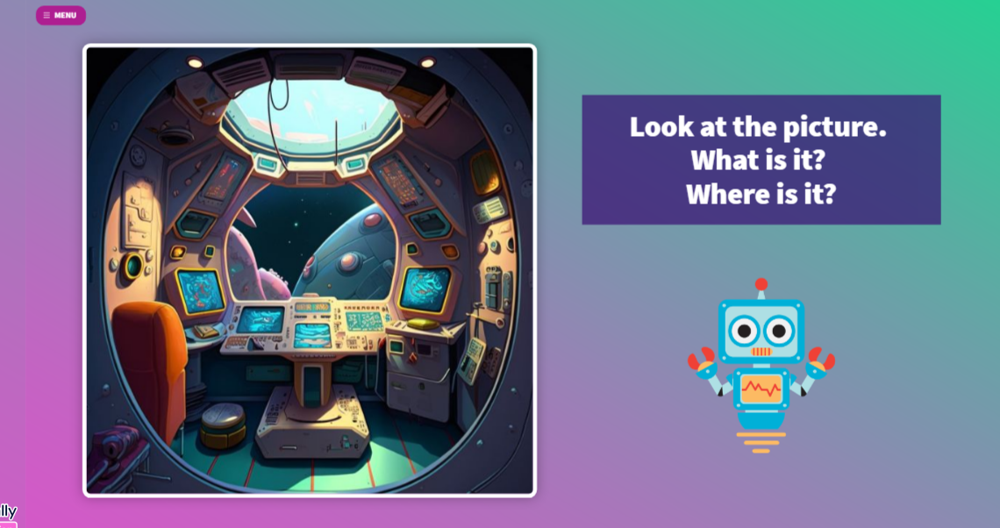 MENU
Look at the picture.
What is it?
Where is it?
lly